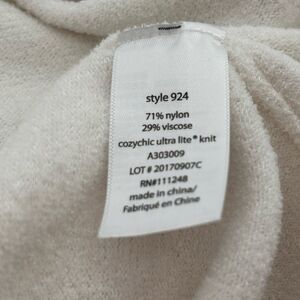 style 924
71% nylon
29% viscose
cozychic ultra lite® knit
A303009
LOT # 20170907C
RN#111248
made in china/
Fabriqué en Chine